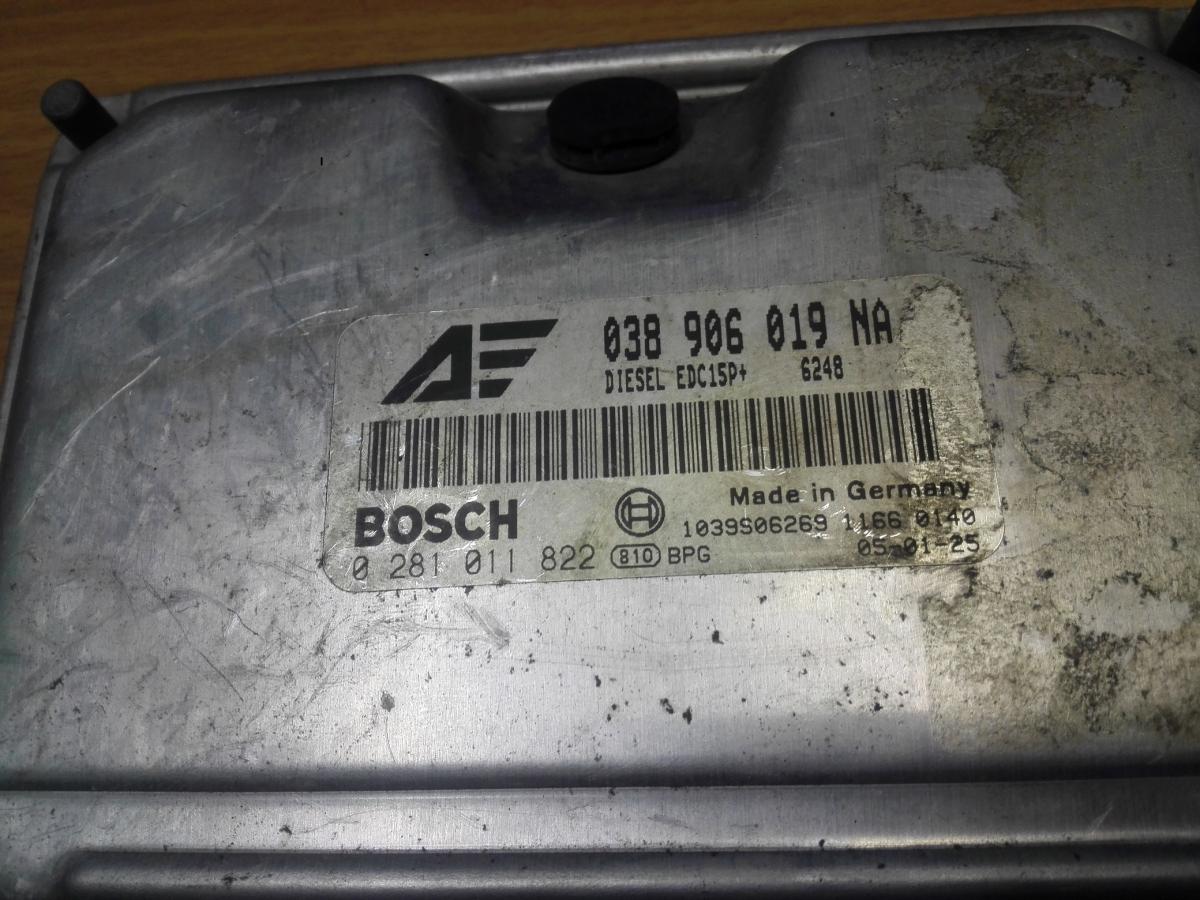 AF
038 906 019 NA
DIESEL EDC15P+ 6248
BOSCH
Made in Germany
1039S06269 1166 0140
0 281 011 822 810 BPG 05-01-25